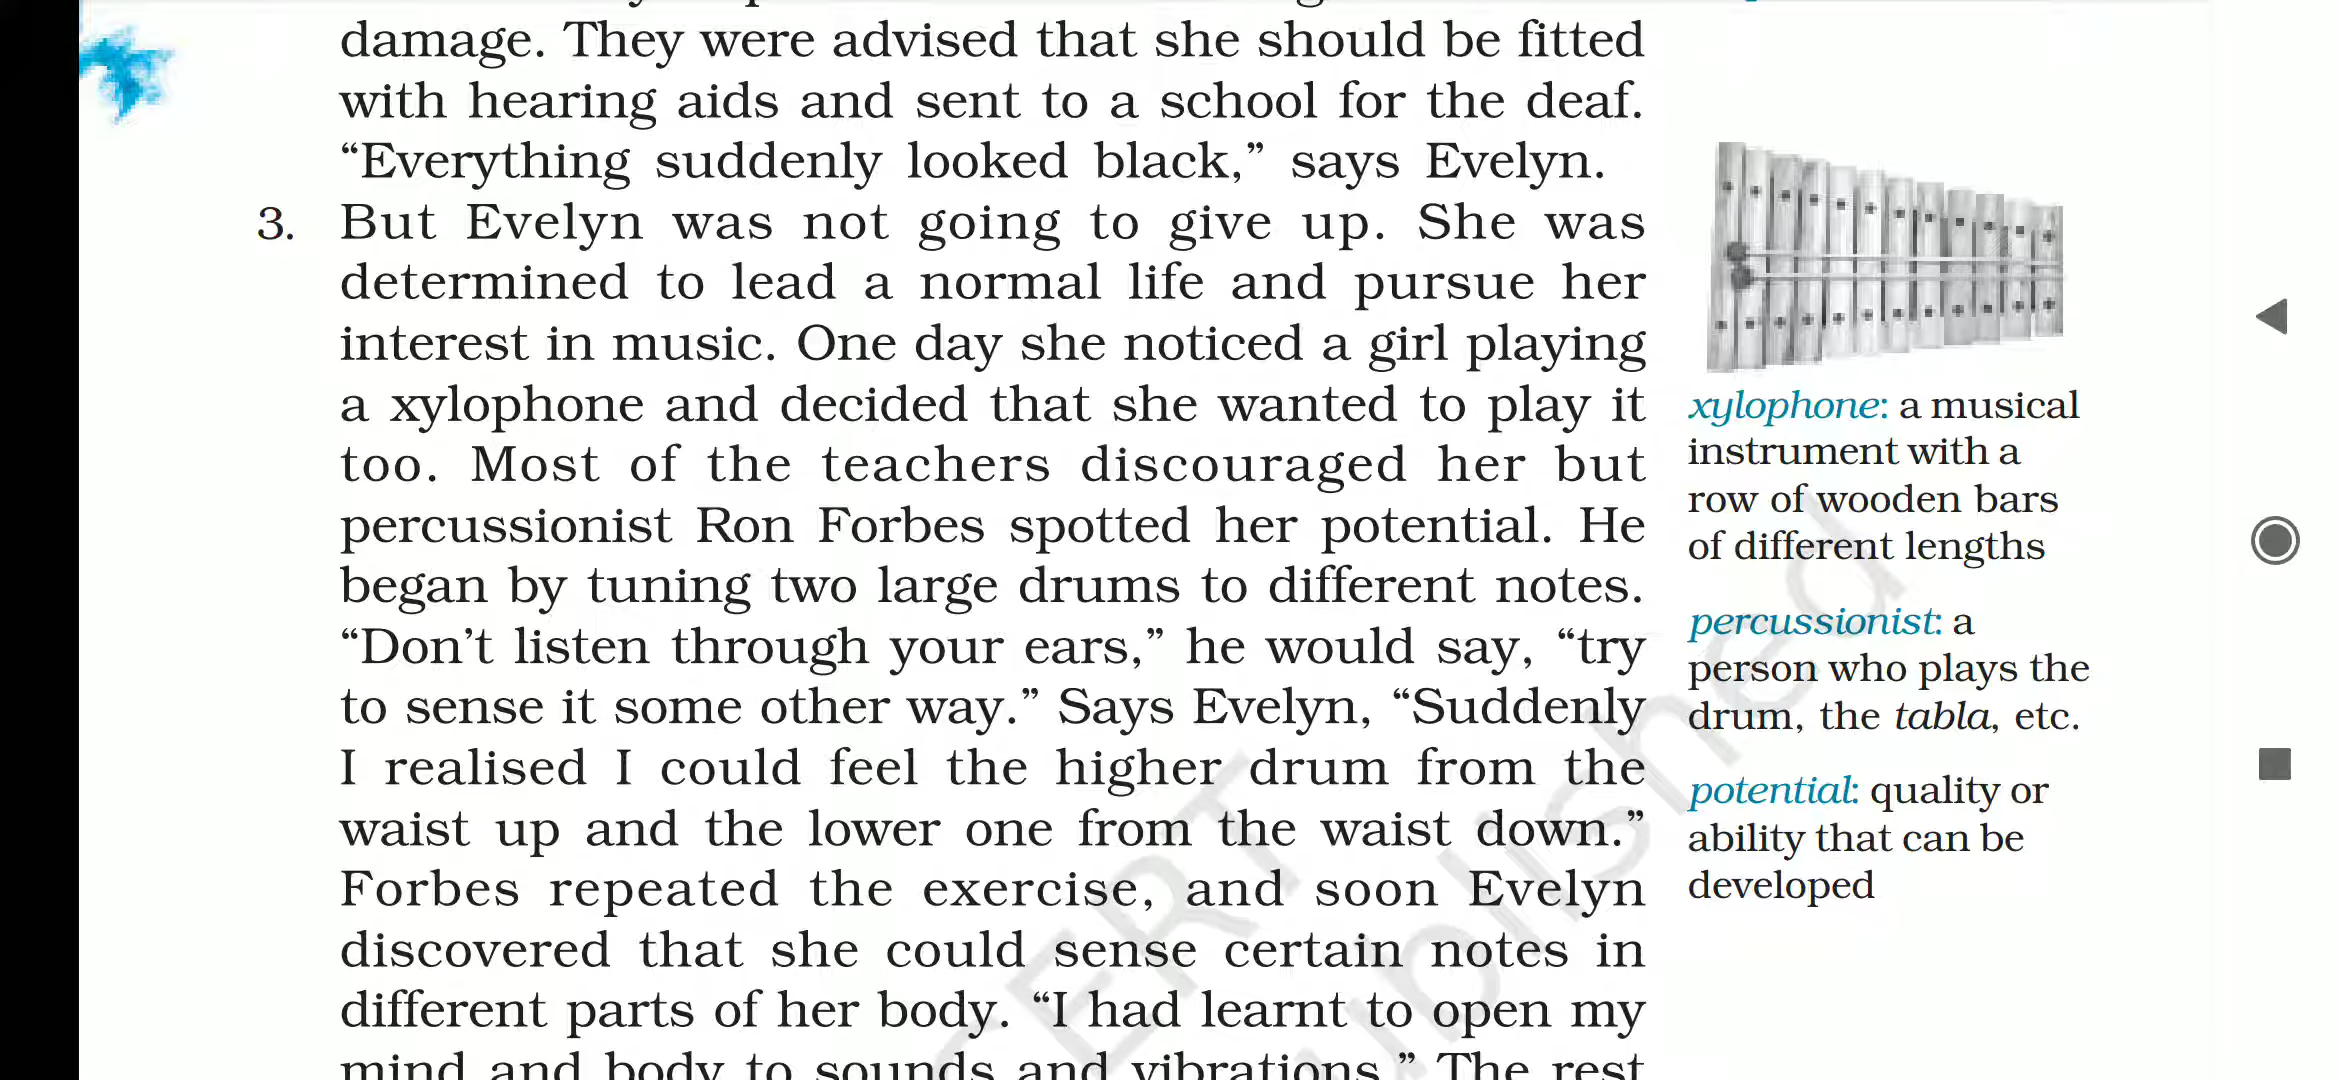 damage. They were advised that she should be fitted
with hearing aids and sent to a school for the deaf.
“Everything suddenly looked black,” says Evelyn.
3. But Evelyn was not going to give up. She was
determined to lead a normal life and pursue her
interest in music. One day she noticed a girl playing
a xylophone and decided that she wanted to play it
too. Most of the teachers discouraged her but
percussionist Ron Forbes spotted her potential. He
began by tuning two large drums to different notes.
“Don’t listen through your ears,” he would say, “try
to sense it some other way.” Says Evelyn, “Suddenly
I realised I could feel the higher drum from the
waist up and the lower one from the waist down.”
Forbes repeated the exercise, and soon Evelyn
discovered that she could sense certain notes in
different parts of her body. “I had learnt to open my
mind and body to sounds and vibrations.” The rest
xylophone: a musical
instrument with a
row of wooden bars
of different lengths
percussionist: a
person who plays the
drum, the tabla, etc.
potential: quality or
ability that can be
developed